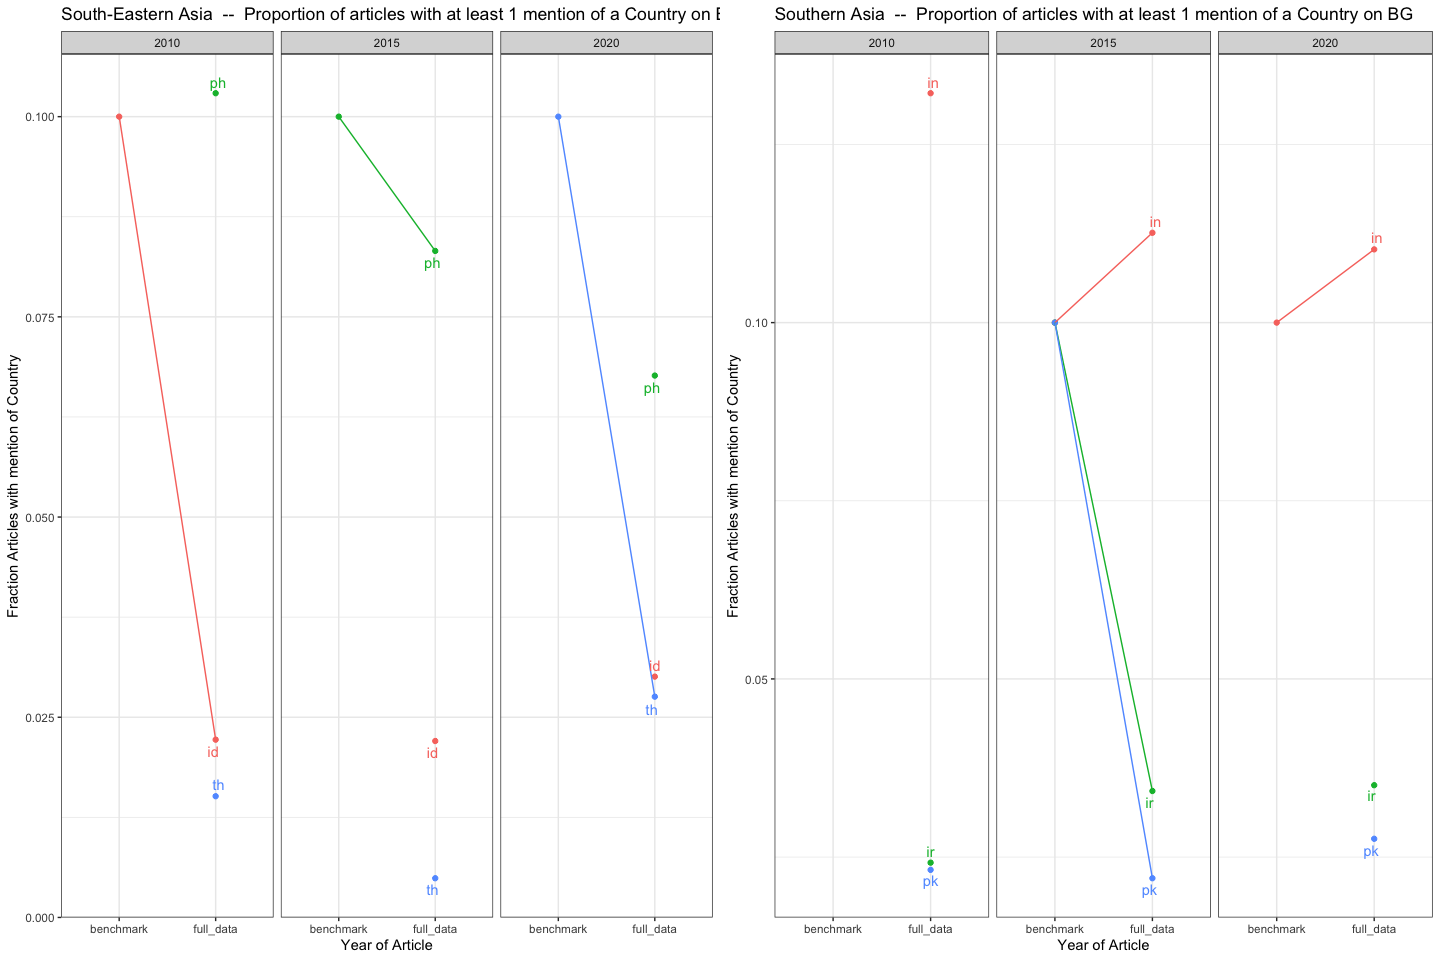 South-Eastern Asia -- Proportion of articles with at least 1 mention of a Country on
2010 2015 2020
ph
0.100
ph
0.075
ph
Fraction Articles with mention of Country
0.050
id
th
0.025
id
id
th
th
0.000
benchmark full_data benchmark full_data benchmark full_data
Year of Article
Southern Asia -- Proportion of articles with at least 1 mention of a Country on BG
2010 2015 2020
in
in
in
0.10
Fraction Articles with mention of Country
0.05
ir
ir
ir
pk
pk
pk
benchmark full_data benchmark full_data benchmark full_data
Year of Article